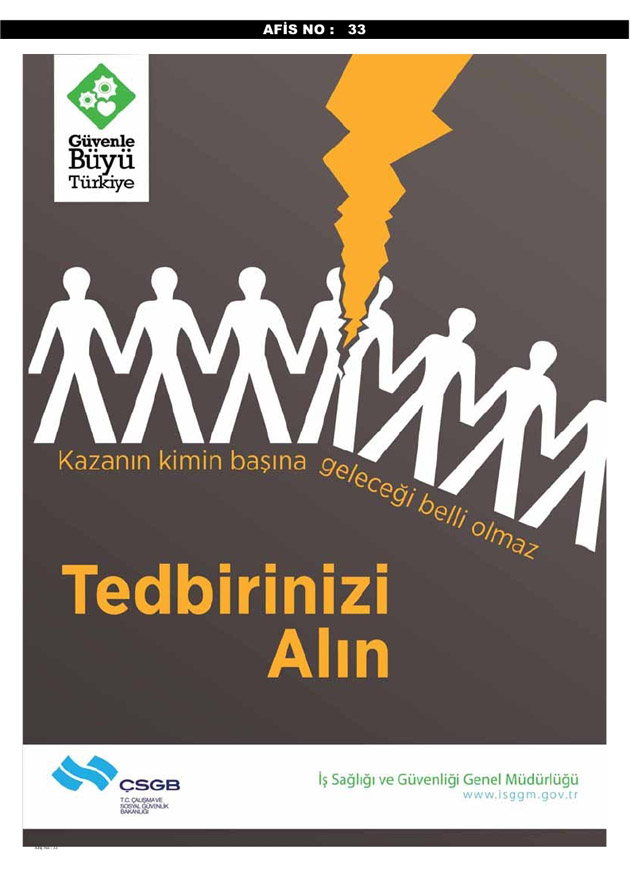 AFİS NO : 33
Güvenle
Büyü
Türkiye
Kazanın kimin başına geleceği belli olmaz
Tedbirinizi
Alın
ÇSGB
T.C. ÇALIŞMA VE
SOSYAL GÜVENLİK
BAKANLIĞI
İş Sağlığı ve Güvenliği Genel Müdürlüğü
www.isggm.gov.tr